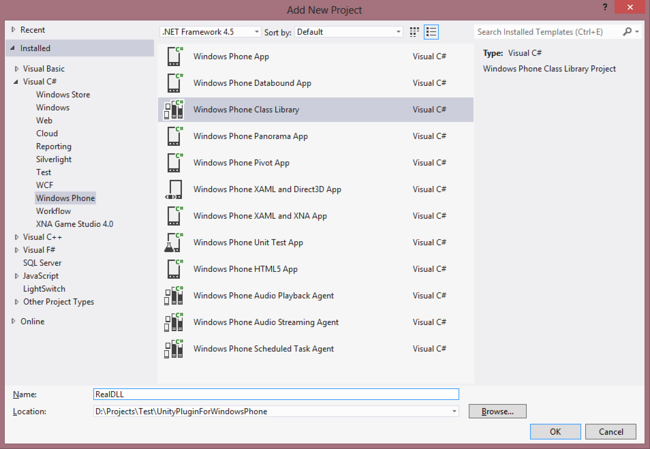 Add New Project
? ×
Recent
.NET Framework 4.5 Sort by: Default
Search Installed Templates (Ctrl+E)
Installed
Visual Basic
Visual C#
Windows Store
Windows
Web
Cloud
Reporting
Silverlight
Test
WCF
Windows Phone
Workflow
XNA Game Studio 4.0
Visual C++
Visual F#
SQL Server
JavaScript
LightSwitch
Other Project Types
Online
Windows Phone App Visual C#
Windows Phone Databound App Visual C#
Windows Phone Class Library Visual C#
Windows Phone Panorama App Visual C#
Windows Phone Pivot App Visual C#
Windows Phone XAML and Direct3D App Visual C#
Windows Phone XAML and XNA App Visual C#
Windows Phone Unit Test App Visual C#
Windows Phone HTML5 App Visual C#
Windows Phone Audio Playback Agent Visual C#
Windows Phone Audio Streaming Agent Visual C#
Windows Phone Scheduled Task Agent Visual C#
Type: Visual C#
Windows Phone Class Library Project
Name: RealDLL
Location: D:\Projects\Test\UnityPluginForWindowsPhone
Browse...
OK Cancel